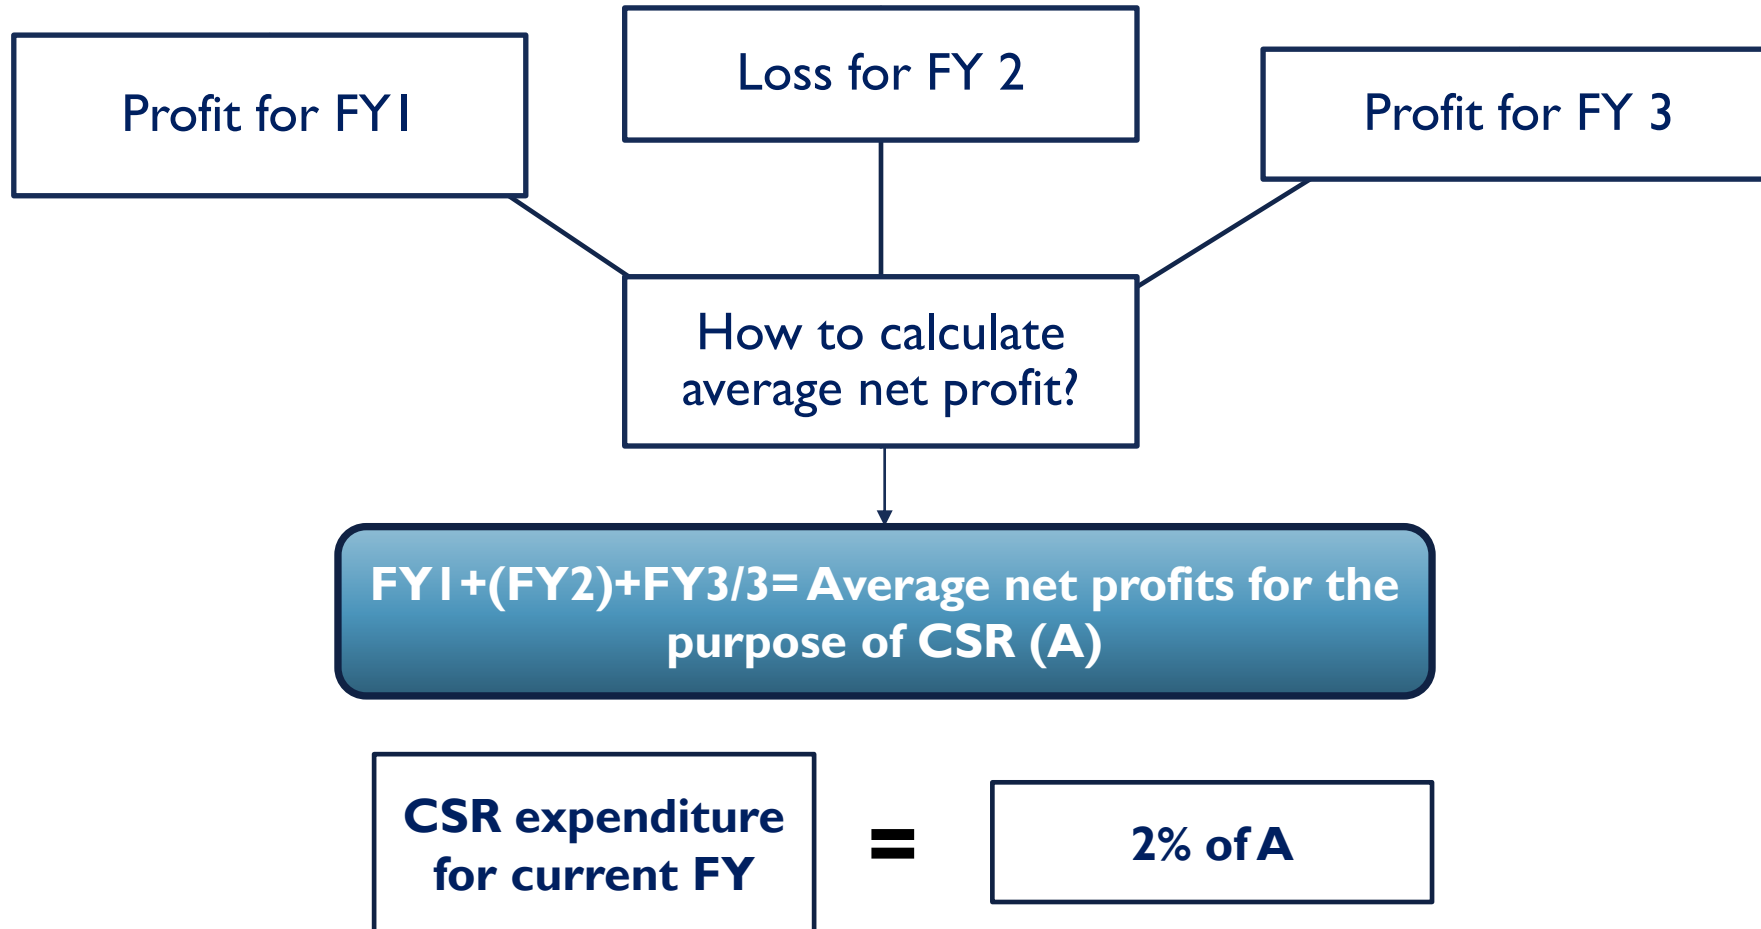 Profit for FY1
Loss for FY 2
Profit for FY 3
How to calculate
average net profit?
FY1+(FY2)+FY3/3= Average net profits for the
purpose of CSR (A)
CSR expenditure
for current FY
=
2% of A